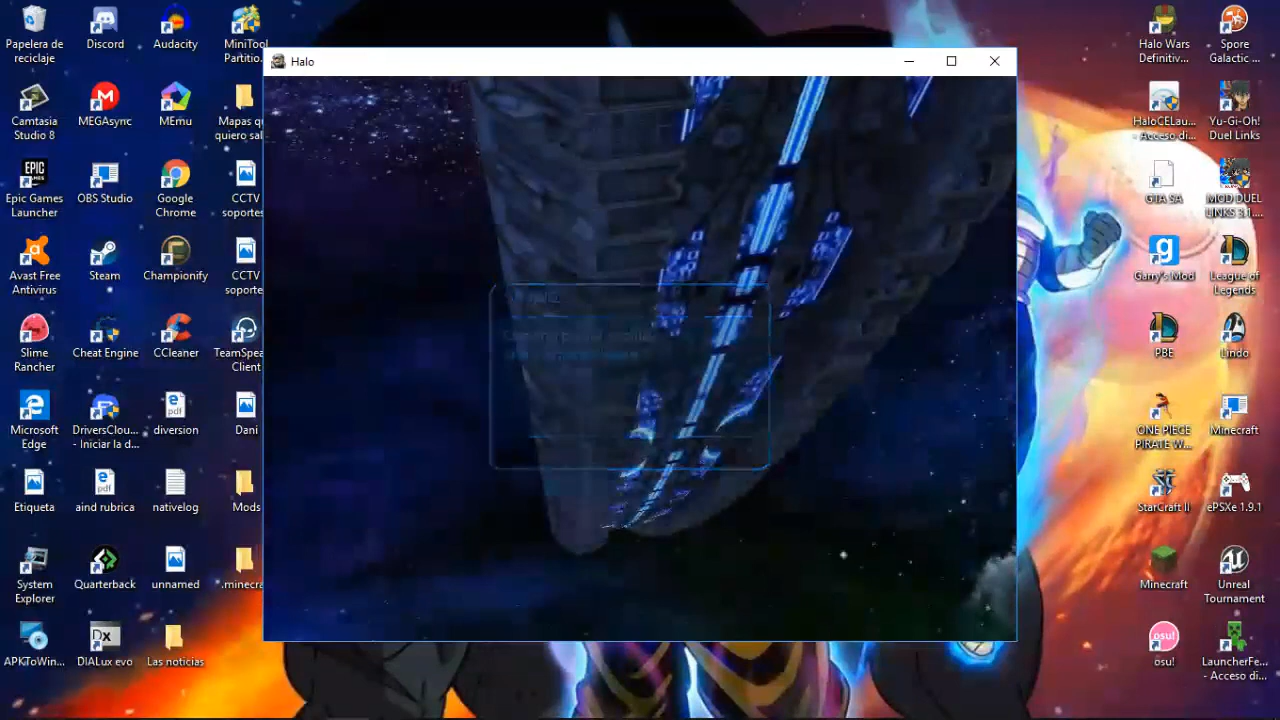 Papelera de
reciclaje
Discord
Audacity
MiniTool
Partitio...
Camtasia
Studio 8
MEGAsync
MEmu
Mapas q
quiero sal
Epic Games
Launcher
OBS Studio
Google
Chrome
CCTV
soportes
Avast Free
Antivirus
Steam
Championify
CCTV
soporte
Slime
Rancher
Cheat Engine
CCleaner
TeamSpea
Client
Microsoft
Edge
DriversClou...
- Iniciar la d...
diversion
Dani
Etiqueta
aind rubrica
nativelog
Mods
System
Explorer
Quarterback
unnamed
.minecra
APKToWin...
DIALux evo
Las noticias
Halo
Halo Wars
Definitiv...
Spore
Galactic ...
HaloCELau...
- Acceso di...
Yu-Gi-Oh!
Duel Links
GTA SA
MOD DUEL
LINKS 3.1....
Garry's Mod
League of
Legends
PBE
Lindo
ONE PIECE
PIRATE W...
Minecraft
StarCraft II
ePSXe 1.9.1
Minecraft
Unreal
Tournament
osu!
LauncherFe...
- Acceso di...